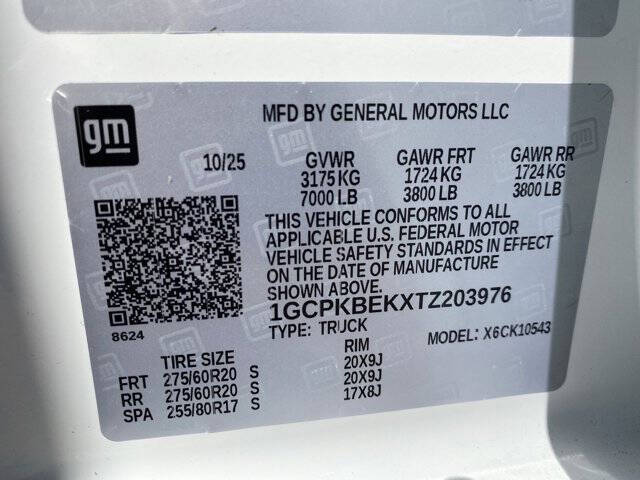 gm
MFD BY GENERAL MOTORS LLC
10/25 GVWR GAWR FRT GAWR RR
3175 KG 1724 KG 1724 KG
7000 LB 3800 LB 3800 LB
THIS VEHICLE CONFORMS TO ALL
APPLICABLE U.S. FEDERAL MOTOR
VEHICLE SAFETY STANDARDS IN EFFECT
ON THE DATE OF MANUFACTURE
SHOWN ABOVE.
1GCPKBEKXTZ203976
8624 TYPE: TRUCK MODEL: X6CK10543
TIRE SIZE RIM
FRT 275/60R20 S 20X9J
RR 275/60R20 S 20X9J
SPA 255/80R17 S 17X8J